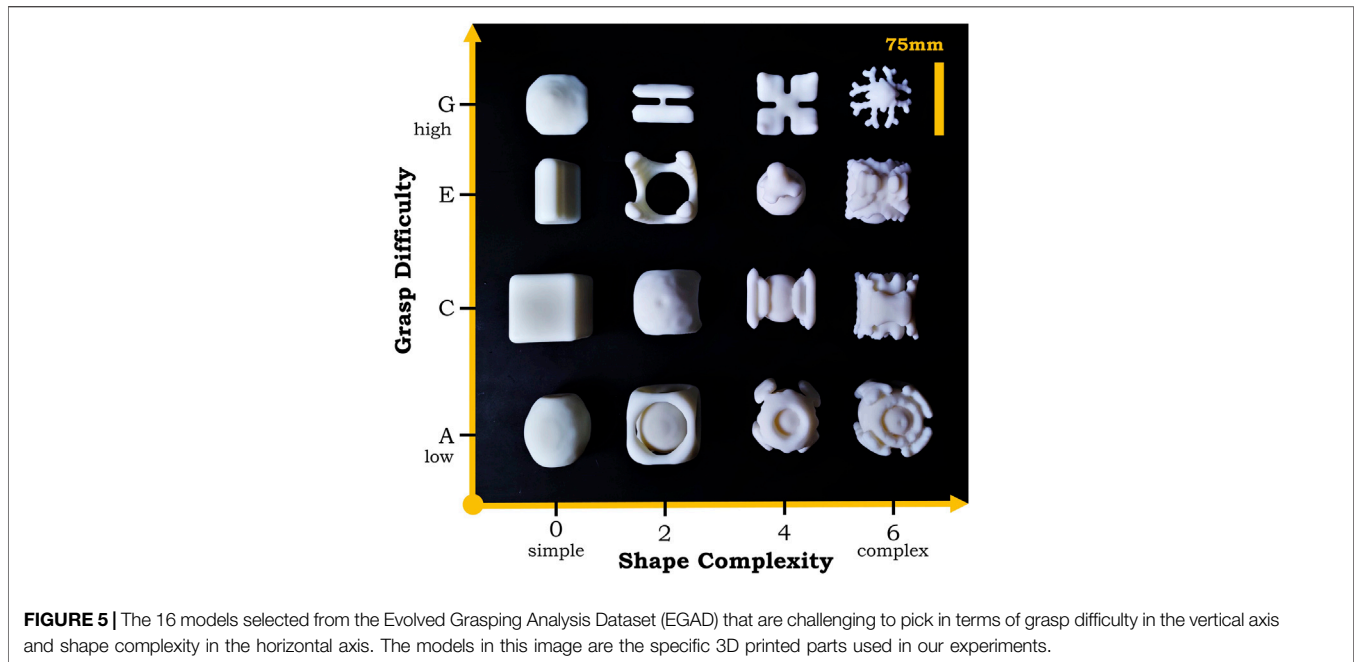 75mm
G
high
E
Grasp Difficulty
C
A
low
0
2
4
6
simple
complex
Shape Complexity
FIGURE 5 | The 16 models selected from the Evolved Grasping Analysis Dataset (EGAD) that are challenging to pick in terms of grasp difficulty in the vertical axis
and shape complexity in the horizontal axis. The models in this image are the specific 3D printed parts used in our experiments.